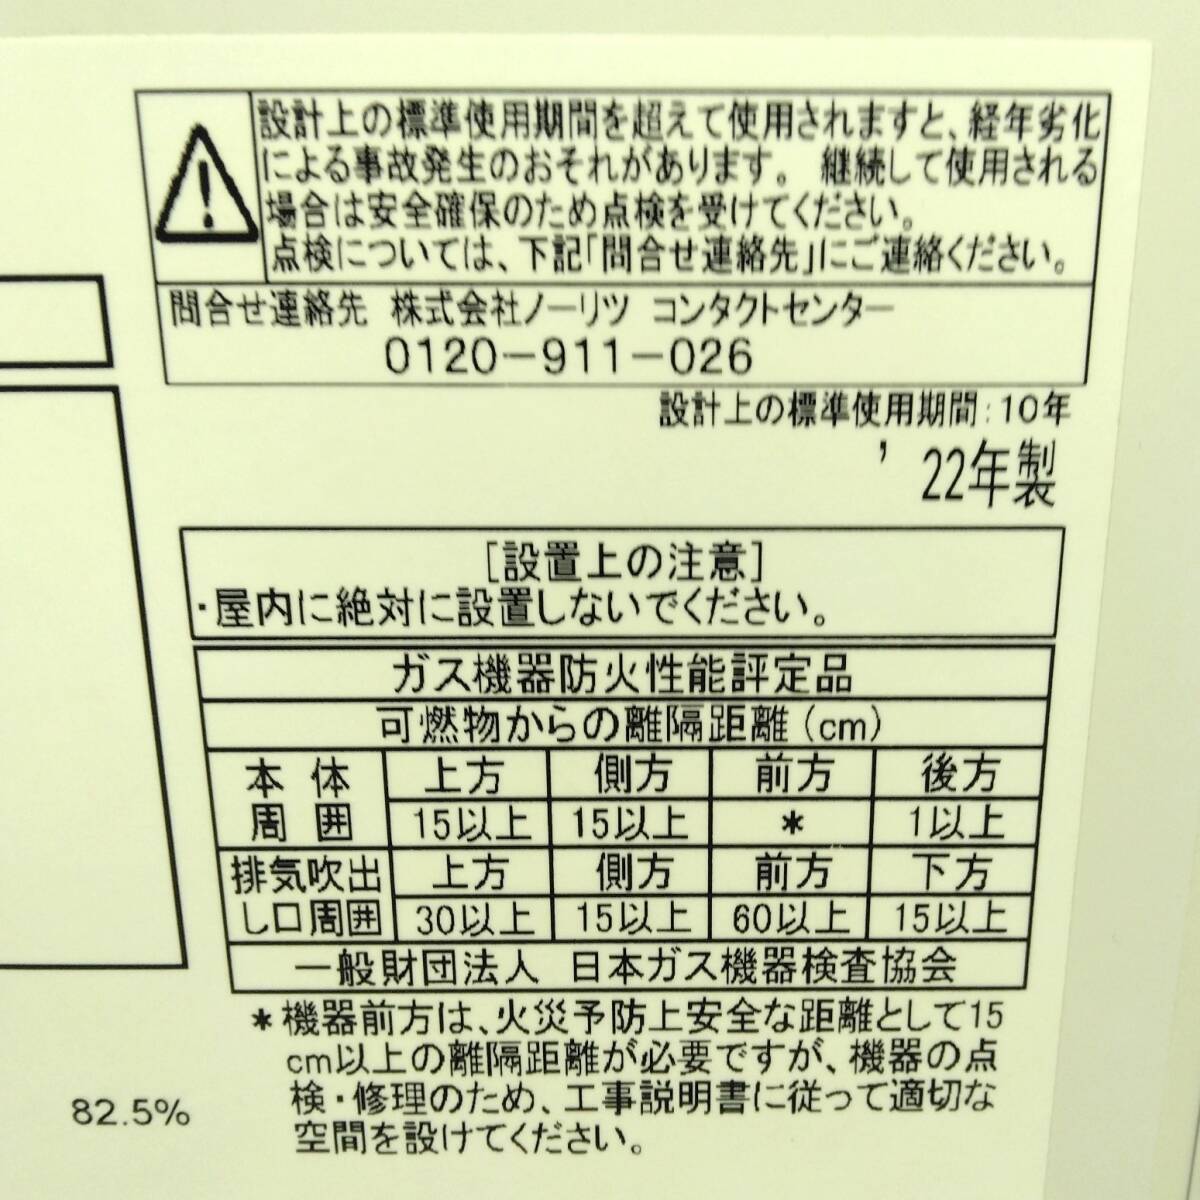 設計上の標準使用期間を超えて使用されますと、経年劣化
による事故発生のおそれがあります。 継続して使用される
場合は安全確保のため点検を受けてください。
点検については、下記「問合せ連絡先」にご連絡ください。
問合せ連絡先 株式会社ノーリツ コンタクトセンター
0120-911-026
設計上の標準使用期間:10年
’22年製
[設置上の注意]
・屋内に絶対に設置しないでください。
ガス機器防火性能評定品
可燃物からの離隔距離(cm)
本体 上方 側方 前方 後方
周囲 15以上 15以上 * 1以上
排気吹出 上方 側方 前方 下方
し口周囲 30以上 15以上 60以上 15以上
一般財団法人 日本ガス機器検査協会
*機器前方は、火災予防上安全な距離として15
cm以上の離隔距離が必要ですが、機器の点
検・修理のため、工事説明書に従って適切な
空間を設けてください。
82.5%